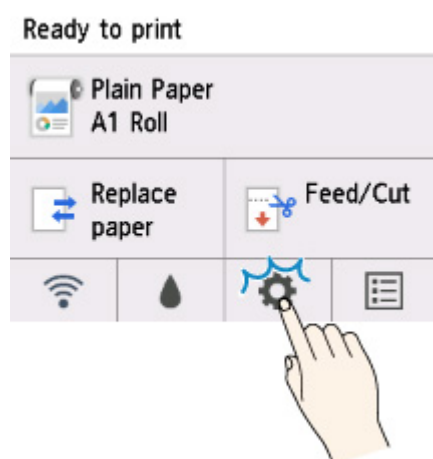 Ready to print
Plain Paper
A1 Roll
Replace
paper
Feed/Cut